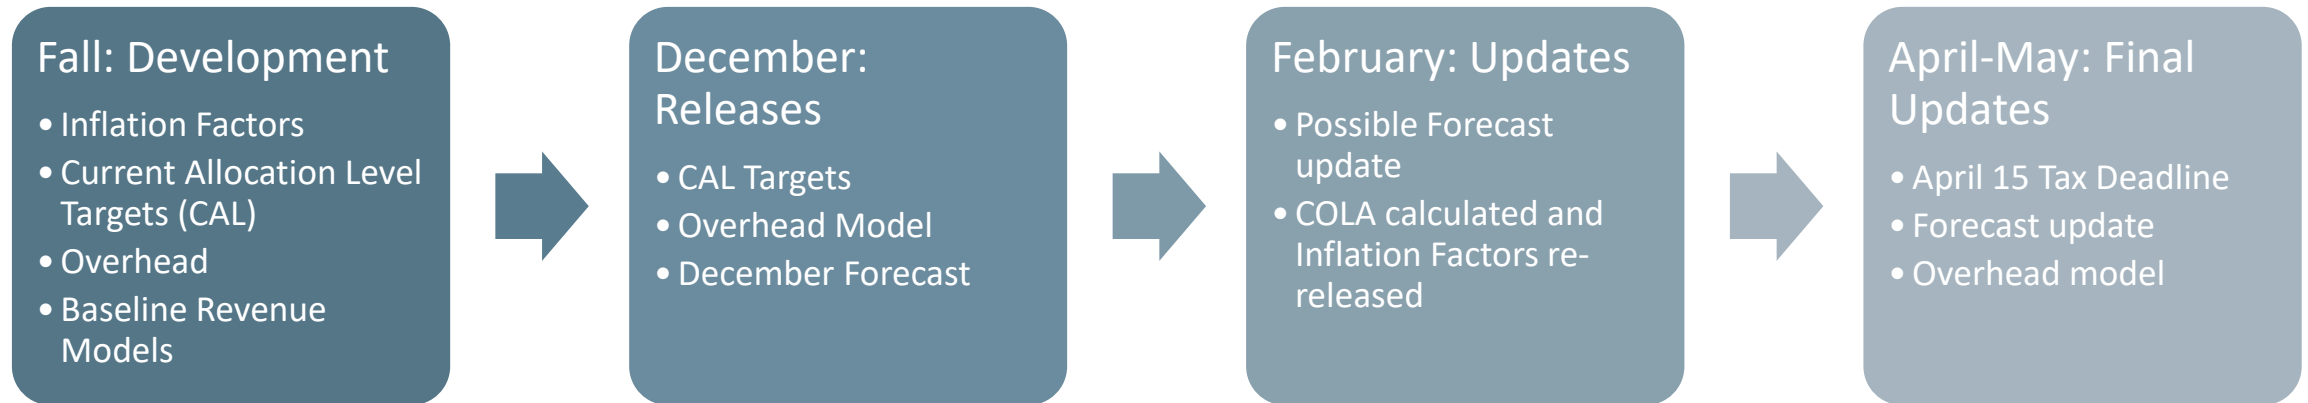 Fall: Development
• Inflation Factors
• Current Allocation Level
Targets (CAL)
• Overhead
• Baseline Revenue
Models
December:
Releases
• CAL Targets
• Overhead Model
• December Forecast
February: Updates
• Possible Forecast
update
• COLA calculated and
Inflation Factors re-
released
April-May: Final
Updates
• April 15 Tax Deadline
• Forecast update
• Overhead model